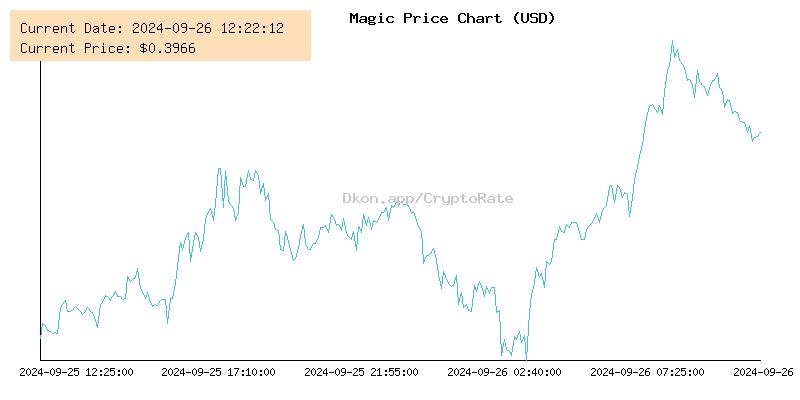 Magic Price Chart (USD)
Current Date: 2024-09-26 12:22:12
Current Price: $0.3966
Dkon.app/CryptoRate
2024-09-25 12:25:00 2024-09-25 17:10:00 2024-09-25 21:55:00 2024-09-26 02:40:00 2024-09-26 07:25:00 2024-09-26